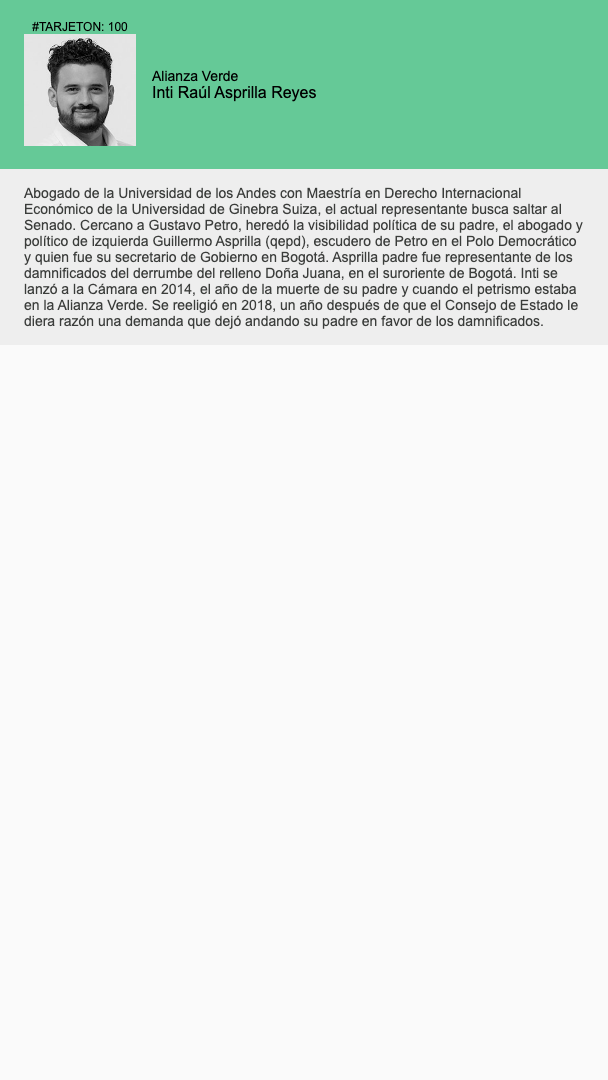 #TARJETON: 100
Alianza Verde
Inti Raúl Asprilla Reyes
Abogado de la Universidad de los Andes con Maestría en Derecho Internacional
Económico de la Universidad de Ginebra Suiza, el actual representante busca saltar al
Senado. Cercano a Gustavo Petro, heredó la visibilidad política de su padre, el abogado y
político de izquierda Guillermo Asprilla (qepd), escudero de Petro en el Polo Democrático
y quien fue su secretario de Gobierno en Bogotá. Asprilla padre fue representante de los
damnificados del derrumbe del relleno Doña Juana, en el suroriente de Bogotá. Inti se
lanzó a la Cámara en 2014, el año de la muerte de su padre y cuando el petrismo estaba
en la Alianza Verde. Se reeligió en 2018, un año después de que el Consejo de Estado le
diera razón una demanda que dejó andando su padre en favor de los damnificados.